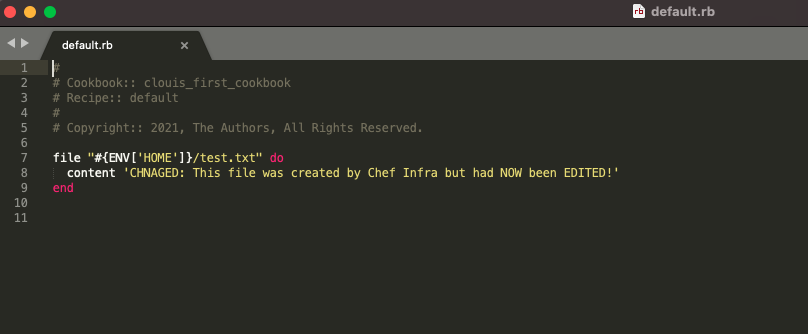 rb default.rb
default.rb ×
1 #
2 # Cookbook:: clouis_first_cookbook
3 # Recipe:: default
4 #
5 # Copyright:: 2021, The Authors, All Rights Reserved.
6
7 file "#{ENV['HOME']}/test.txt" do
8 content 'CHNAGED: This file was created by Chef Infra but had NOW been EDITED!'
9 end
10
11